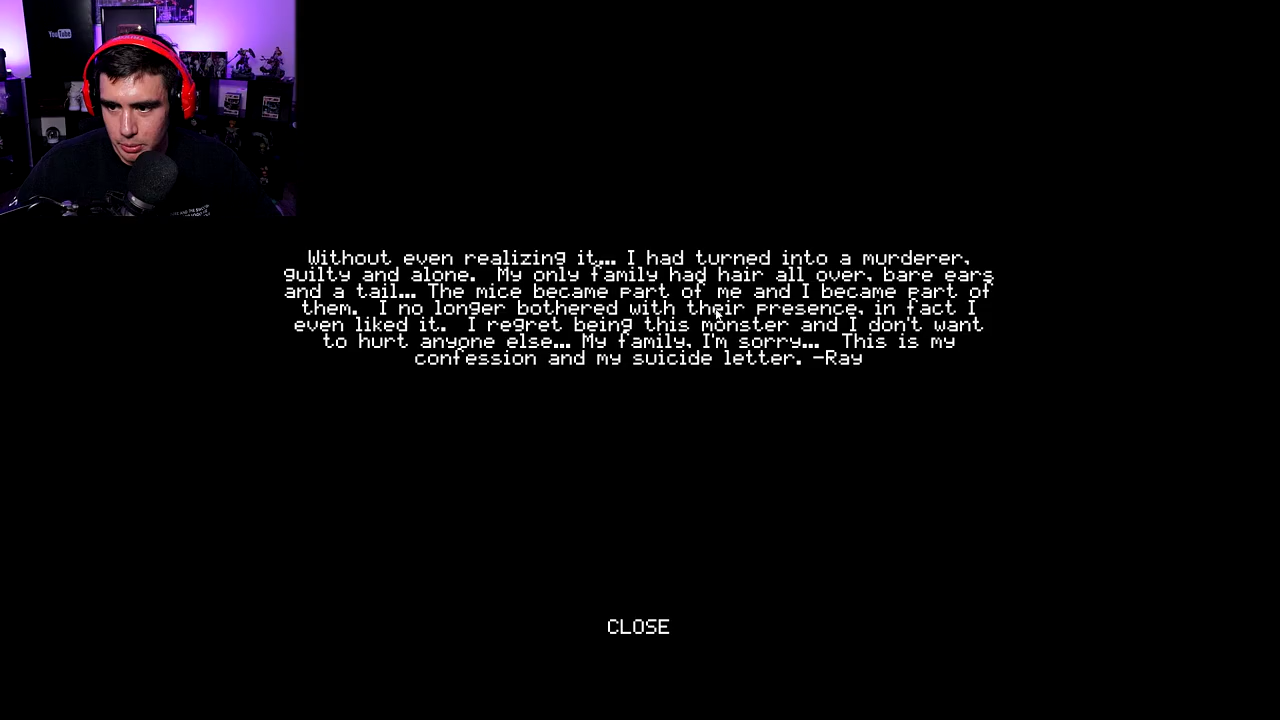 YouTube
Without even realizing it... I had turned into a murderer,
guilty and alone.  My only family had hair all over, bare ears
and a tail... The mice became part of me and I became part of
them.  I no longer bothered with their presence, in fact I
even liked it.  I regret being this monster and I don't want
to hurt anyone else... My family, I'm sorry...  This is my
confession and my suicide letter. -Ray
CLOSE